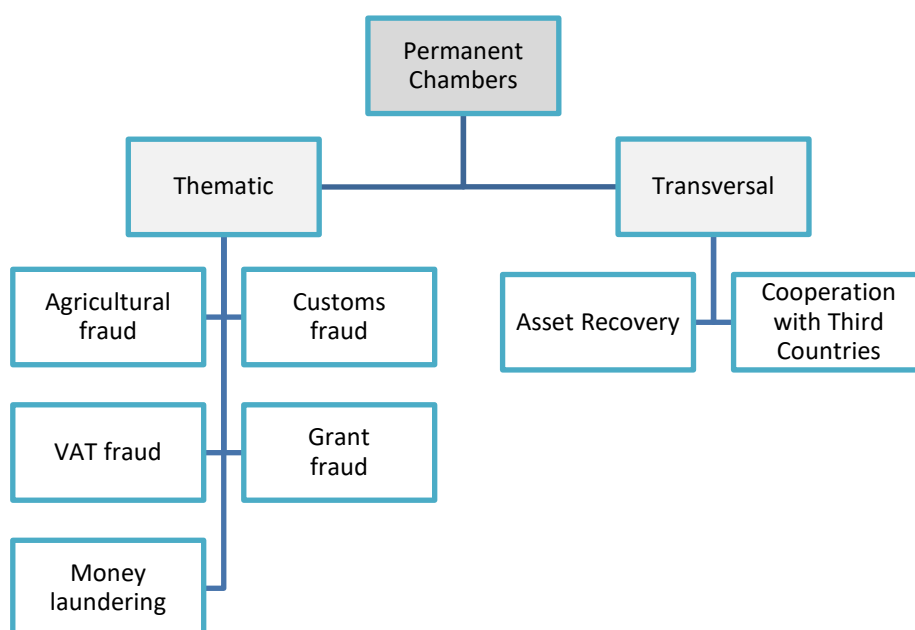 Permanent
Chambers
Thematic
Transversal
Agricultural
fraud
Customs
fraud
Asset Recovery
Cooperation
with Third
Countries
VAT fraud
Grant
fraud
Money
laundering